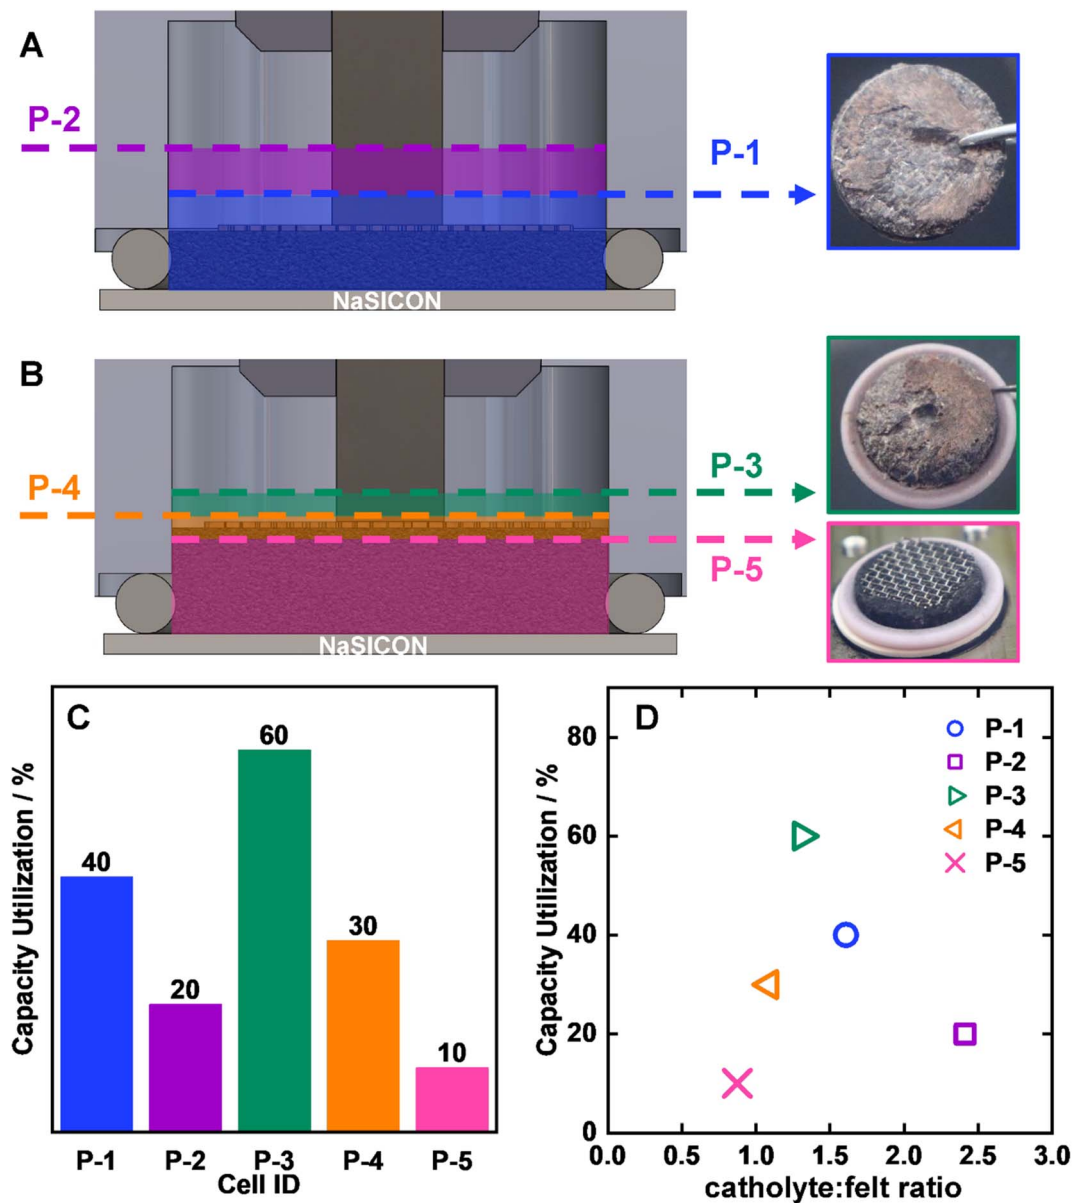 A
P-2
P-1
NaSICON
B
P-3
P-4
P-5
NaSICON
C
Capacity Utilization / %
40
20
60
30
10
P-1 P-2 P-3 P-4 P-5
Cell ID
D
Capacity Utilization / %
80
60
40
20
0
P-1
P-2
P-3
P-4
P-5
0.0 0.5 1.0 1.5 2.0 2.5 3.0
catholyte:felt ratio